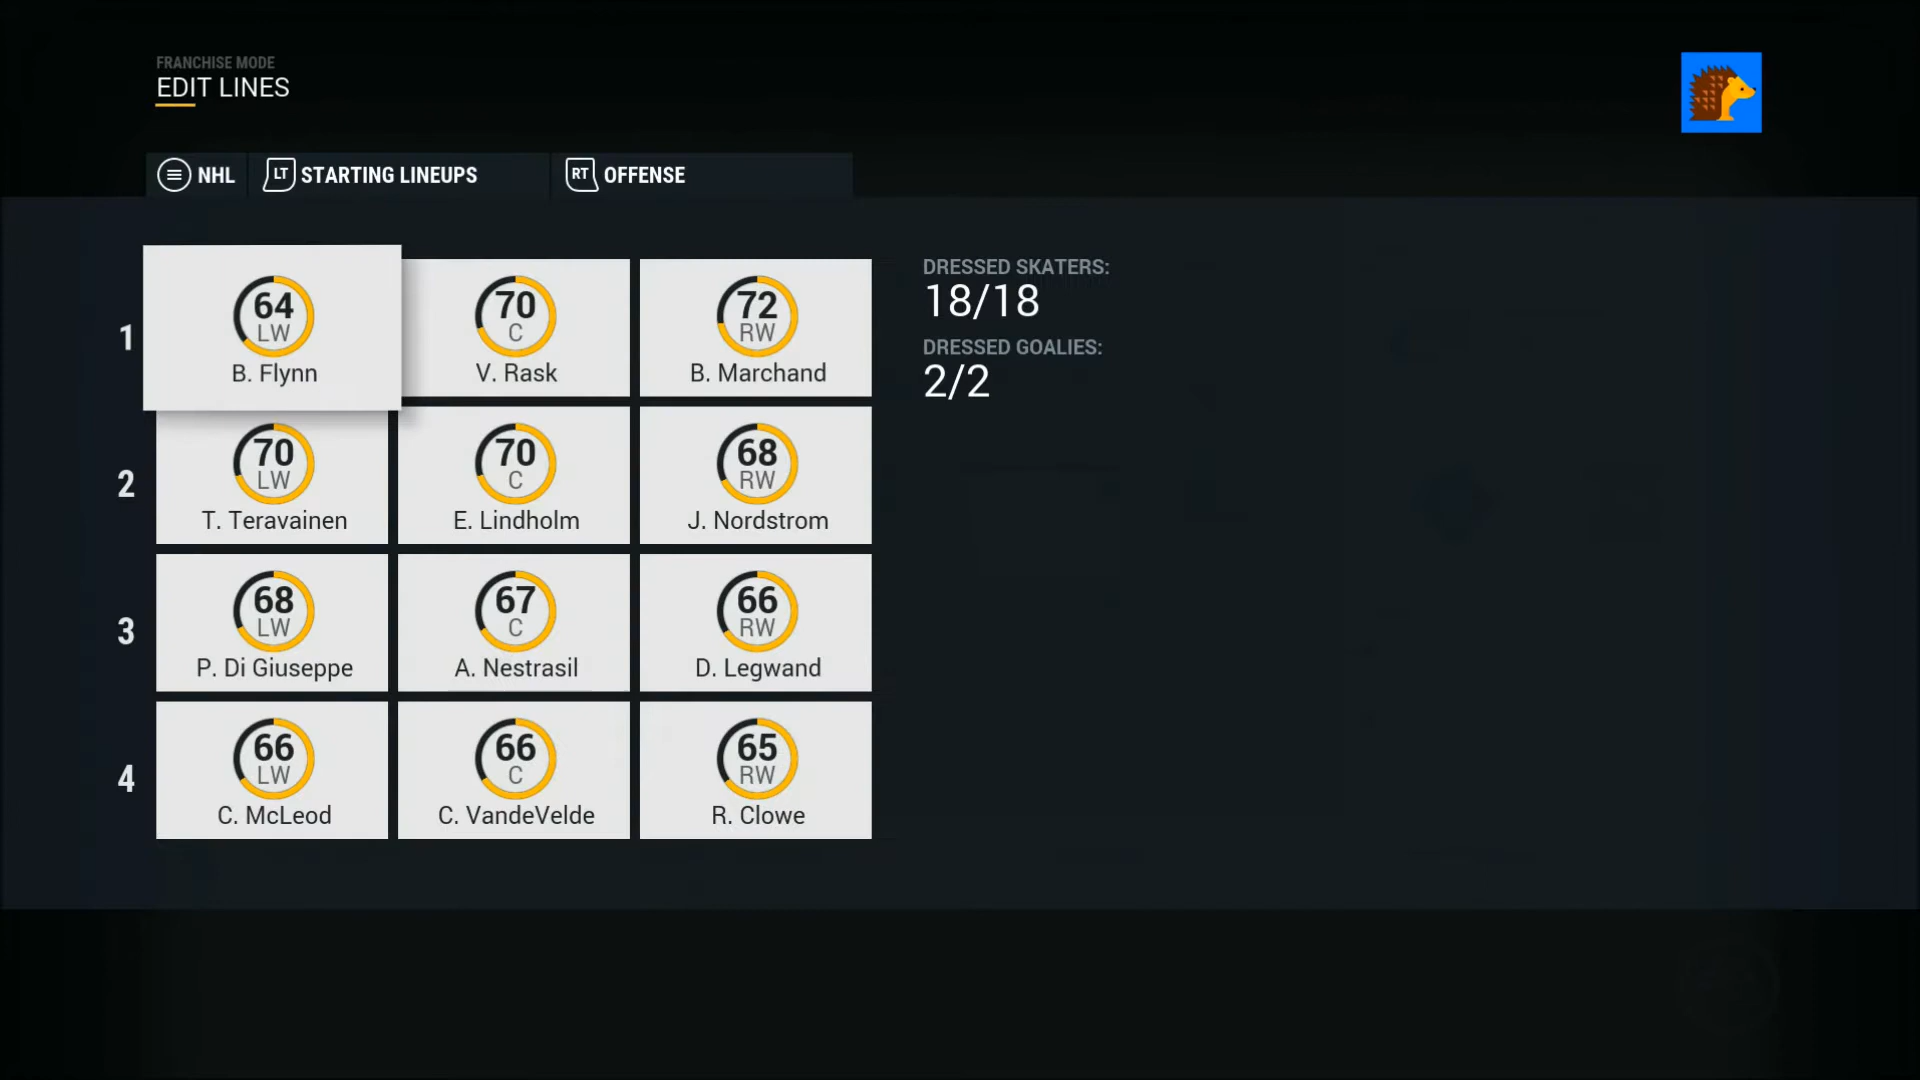 FRANCHISE MODE
EDIT LINES
NHL
LT STARTING LINEUPS
RT OFFENSE
1
64
LW
B. Flynn
70
C
V. Rask
72
RW
B. Marchand
2
70
LW
T. Teravainen
70
C
E. Lindholm
68
RW
J. Nordstrom
3
68
LW
P. Di Giuseppe
67
C
A. Nestrasil
66
RW
D. Legwand
4
66
LW
C. McLeod
66
C
C. VandeVelde
65
RW
R. Clowe
DRESSED SKATERS:
18/18
DRESSED GOALIES:
2/2